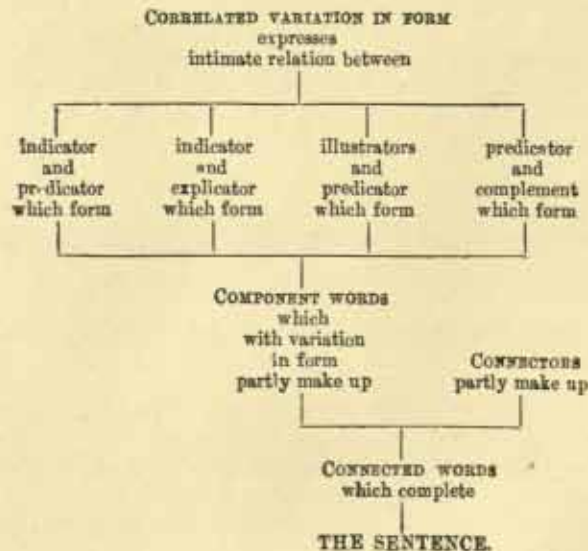 CORRELATED VARIATION IN FORM
expresses
intimate relation between
indicator
and
predicator
which form
indicator
and
explicator
which form
illustrators
and
predicator
which form
predicator
and
complement
which form
COMPONENT WORDS
which
with variation
in form
partly make up
CONNECTORS
partly make up
CONNECTED WORDS
which complete
THE SENTENCE.